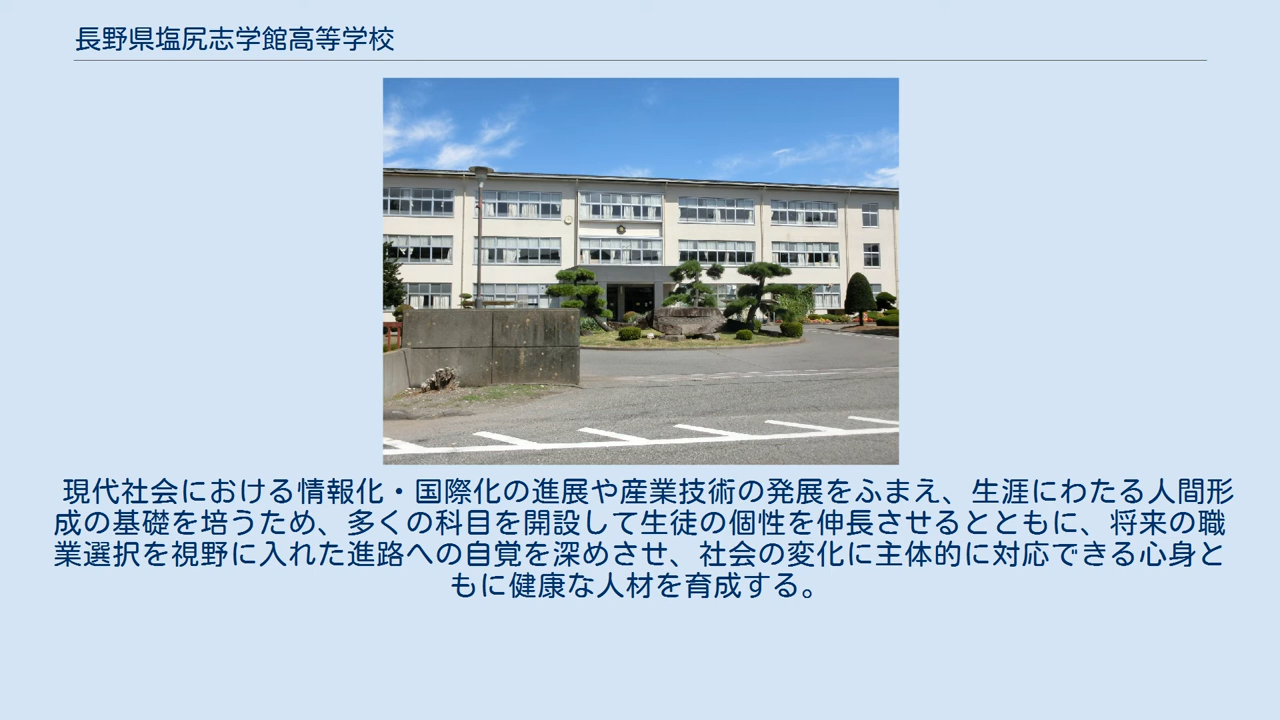 長野県塩尻志学館高等学校
現代社会における情報化・国際化の進展や産業技術の発展をふまえ、生涯にわたる人間形
成の基礎を培うため、多くの科目を開設して生徒の個性を伸長させるとともに、将来の職
業選択を視野に入れた進路への自覚を深めさせ、社会の変化に主体的に対応できる心身と
もに健康な人材を育成する。